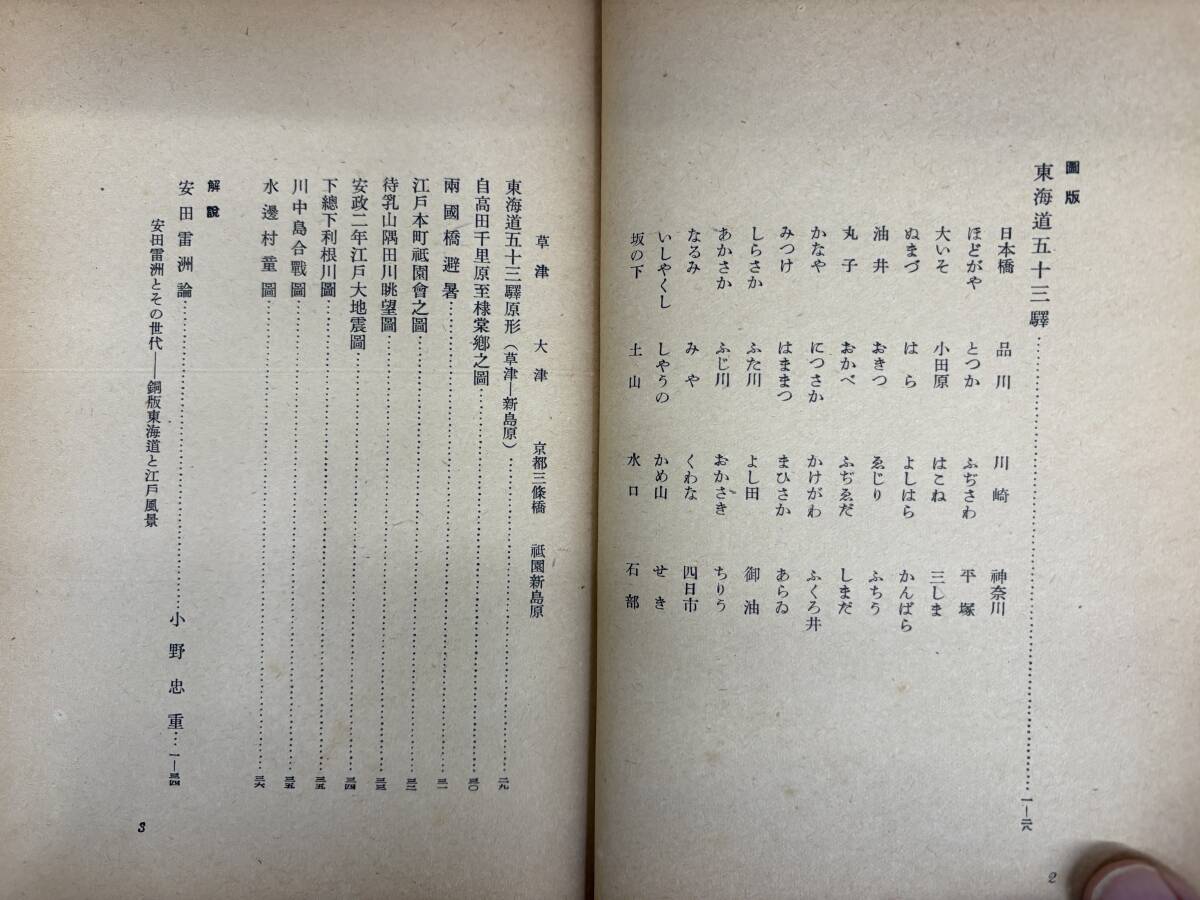 圖版
東海道五十三驛……一—二八
日本橋 品川 川崎 神奈川
ほどがや とつか ふぢさわ 平塚
大いそ 小田原 はこね 三しま
ぬまづ はら よしはら かんばら
油井 おきつ ゑじり ふちう
丸子 おかべ ふぢゑだ しまだ
かなや につさか かけがわ ふくろ井
みつけ はままつ まひさか あらゐ
しらさか ふた川 よし田 御油
あかさか ふじ川 おかさき ちりう
なるみ みや くわな 四日市
いしやくし しやうの かめ山 せき
坂の下 土山 水口 石部
2
草津 大津 京都三條橋 祇園新島原
東海道五十三驛原形(草津—新島原)……二九
自高田千里原至棣棠鄕之圖……三〇
兩國橋避暑……三一
江戸本町祇園會之圖……三二
待乳山隅田川眺望圖……三三
安政二年江戸大地震圖……三四
下總下利根川圖……三五
川中島合戰圖……三五
水邊村童圖……三六
解說
安田雷洲論……小野忠重…一—三四
安田雷洲とその世代——銅版東海道と江戸風景
3